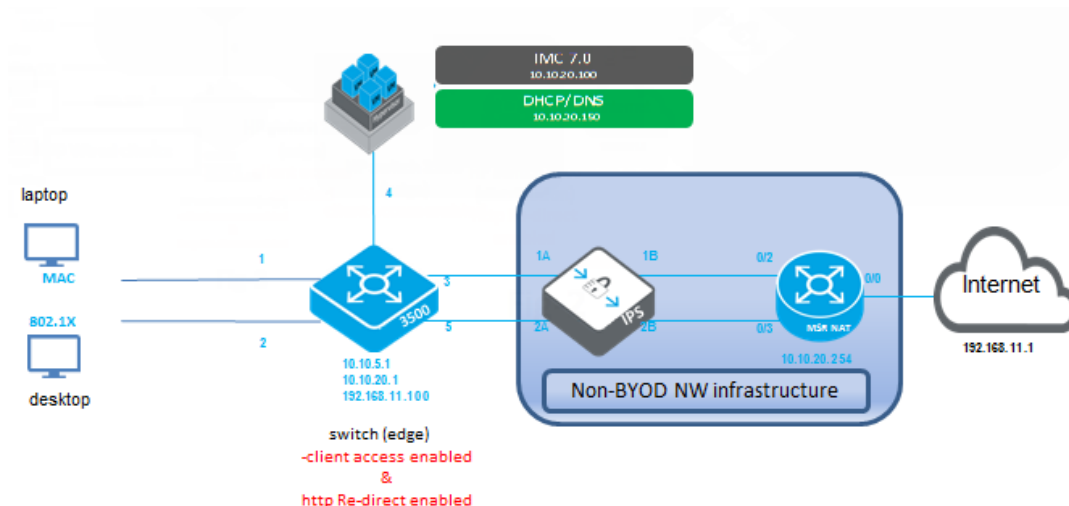 IMC 7.0
10.10.20.100
DHCP/DNS
10.10.20.150
Hypervisor
4
laptop
MAC
1
3
1A
1B
0/2
0/0
Internet
192.168.11.1
802.1X
2
3500
5
2A
IPS
2B
0/3
MSR NAT
10.10.20.254
desktop
10.10.5.1
10.10.20.1
192.168.11.100
Non-BYOD NW infrastructure
switch (edge)
-client access enabled
&
http Re-direct enabled